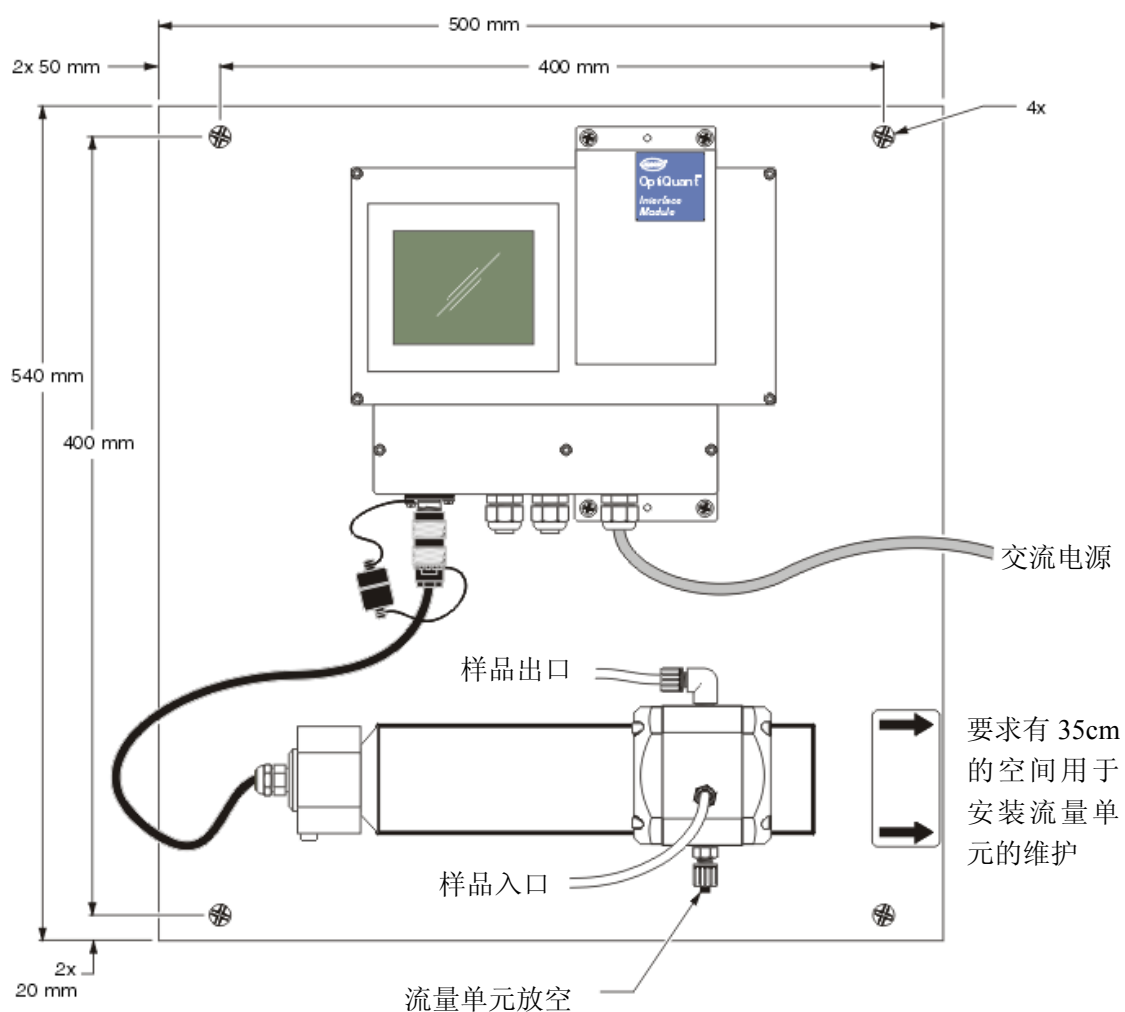 500 mm
2x 50 mm
400 mm
4x
OptiQuant™
Interface
Module
540 mm
400 mm
交流电源
样品出口
要求有 35cm
的空间用于
安装流量单
元的维护
样品入口
2x
20 mm
流量单元放空